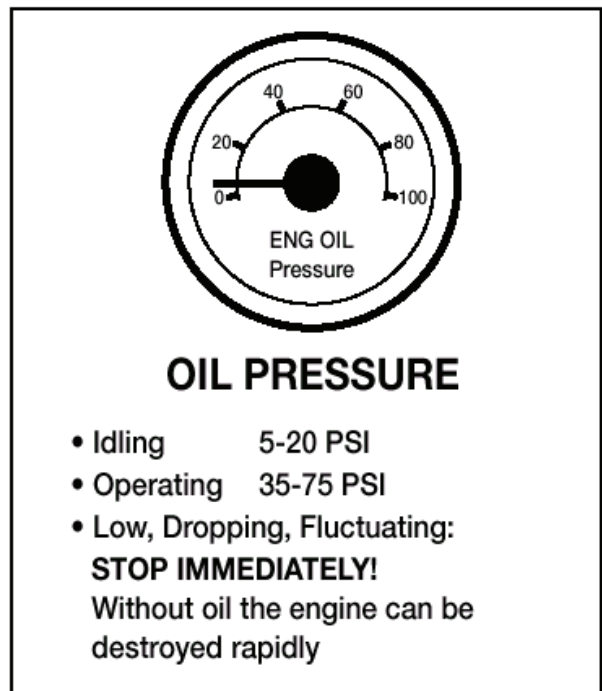 40 60
20 80
0 100
ENG OIL
Pressure
OIL PRESSURE
• Idling 5-20 PSI
• Operating 35-75 PSI
• Low, Dropping, Fluctuating:
STOP IMMEDIATELY!
Without oil the engine can be
destroyed rapidly